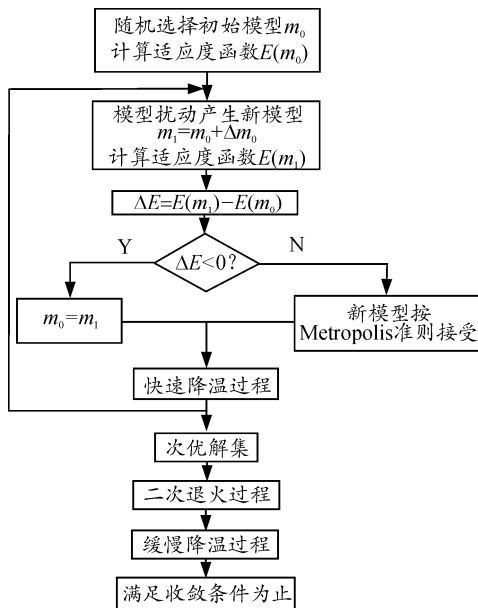 随机选择初始模型m₀
计算适应度函数E(m₀)
模型扰动产生新模型
m₁=m₀+Δm₀
计算适应度函数E(m₁)
ΔE=E(m₁)−E(m₀)
Y
ΔE<0?
N
m₀=m₁
新模型按
Metropolis准则接受
快速降温过程
次优解集
二次退火过程
缓慢降温过程
满足收敛条件为止